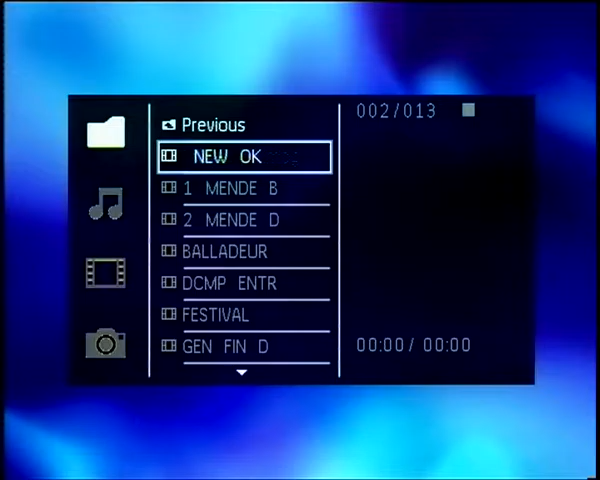 Previous
NEW OK
1 MENDE B
2 MENDE D
BALLADEUR
DCMP ENTR
FESTIVAL
GEN FIN D
002/013
00:00 / 00:00